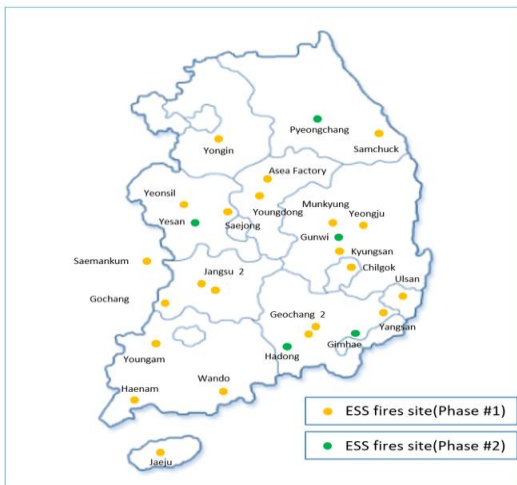 Pyeongchang
Samchuck
Yongin
Asea Factory
Yeonsil
Youngdong
Munkyung
Yeongju
Yesan
Saejong
Gunwi
Kyungsan
Saemankum
Jangsu 2
Chilgok
Ulsan
Gochang
Geochang 2
Yangsan
Youngam
Hadong
Gimhae
Haenam
Wando
ESS fires site(Phase #1)
ESS fires site(Phase #2)
Jaeju